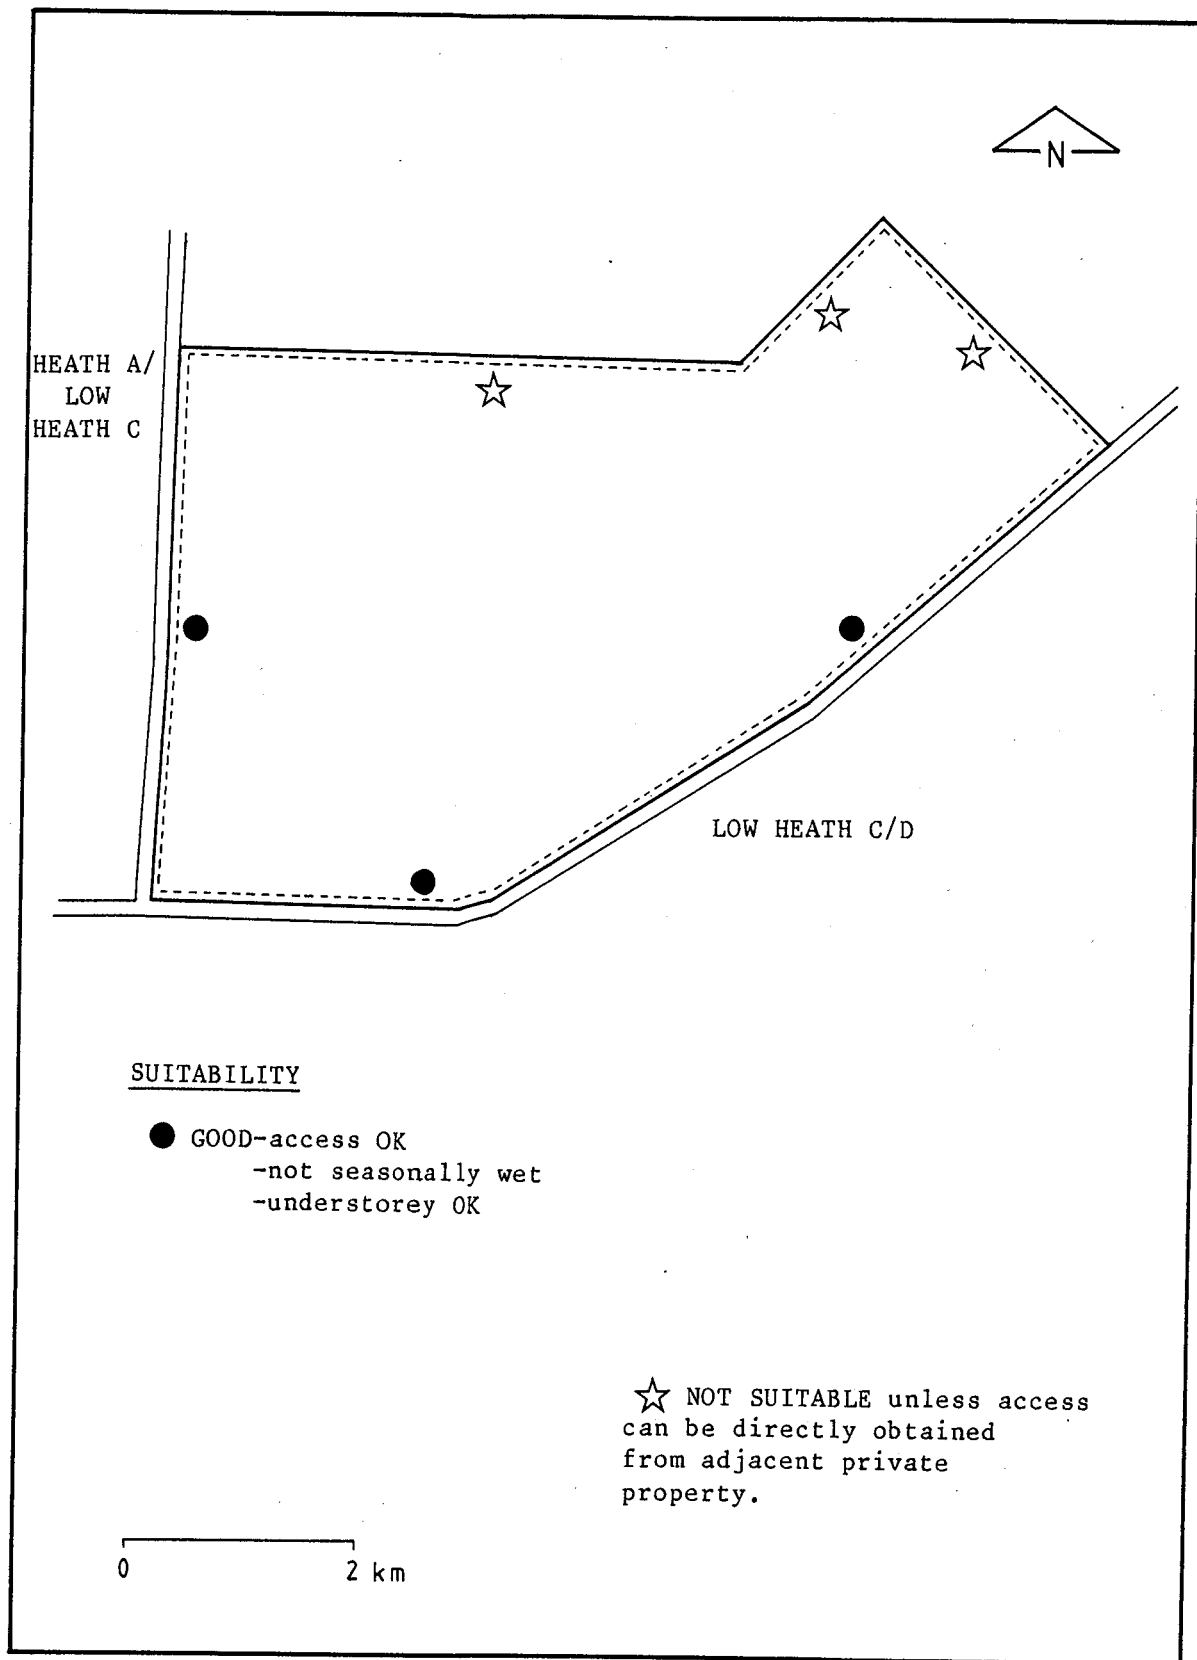 N
HEATH A/
LOW
HEATH C
LOW HEATH C/D
SUITABILITY
GOOD-access OK
-not seasonally wet
-understorey OK
NOT SUITABLE unless access
can be directly obtained
from adjacent private
property.
0 2 km